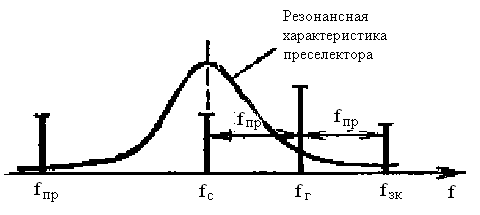 Резонансная
характеристика
преселектора
fпр fпр
fпр fс fг fзк f